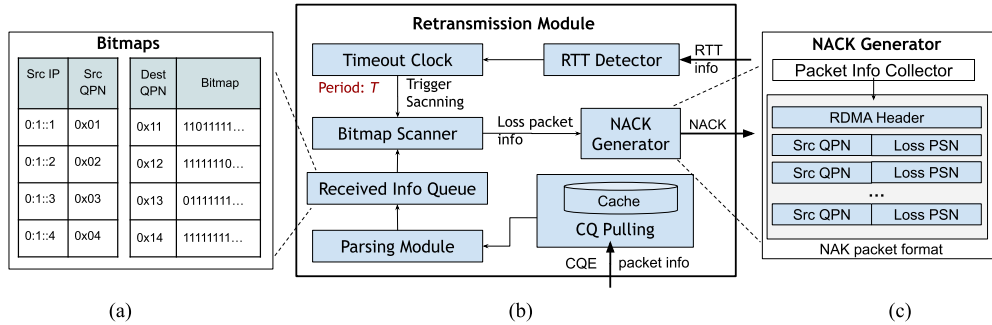 Bitmaps
Src IP
Src QPN
Dest QPN
Bitmap
0:1::1
0x01
0x11
11011111...
0:1::2
0x02
0x12
11111110...
0:1::3
0x03
0x13
01111111...
0:1::4
0x04
0x14
11111111...
(a)
Retransmission Module
Timeout Clock
RTT Detector
RTT
info
Period: T
Trigger
Sacnning
Bitmap Scanner
Loss packet
info
NACK
Generator
NACK
Received Info Queue
Cache
CQ Pulling
Parsing Module
CQE
packet info
(b)
NACK Generator
Packet Info Collector
RDMA Header
Src QPN
Loss PSN
Src QPN
Loss PSN
...
Src QPN
Loss PSN
NAK packet format
(c)